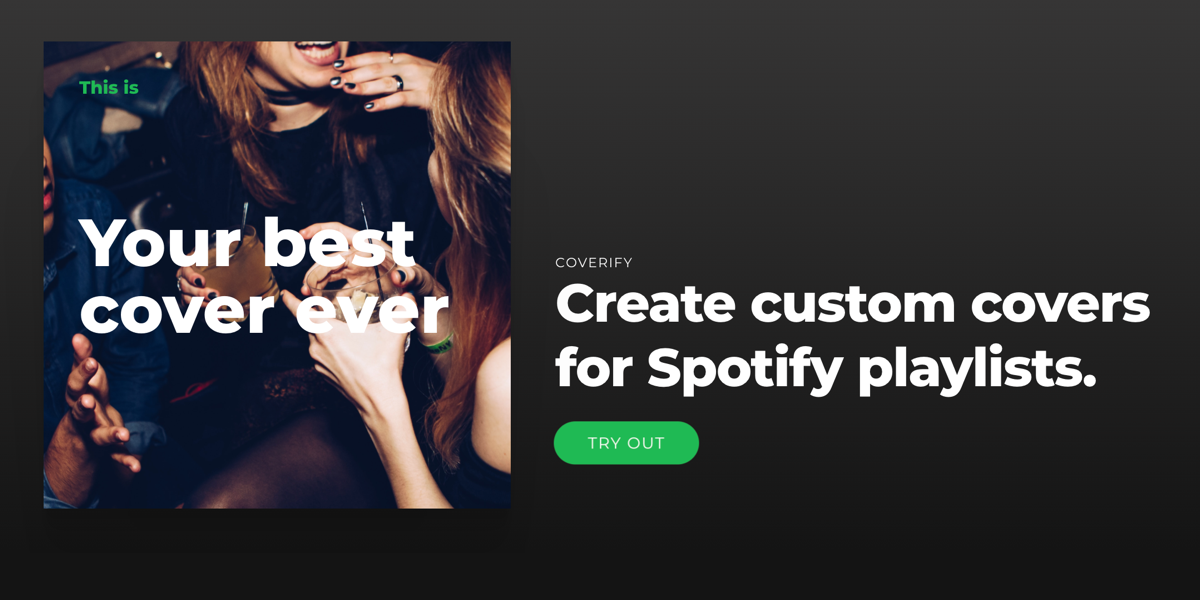 This is
Your best
cover ever
COVERIFY
Create custom covers
for Spotify playlists.
TRY OUT